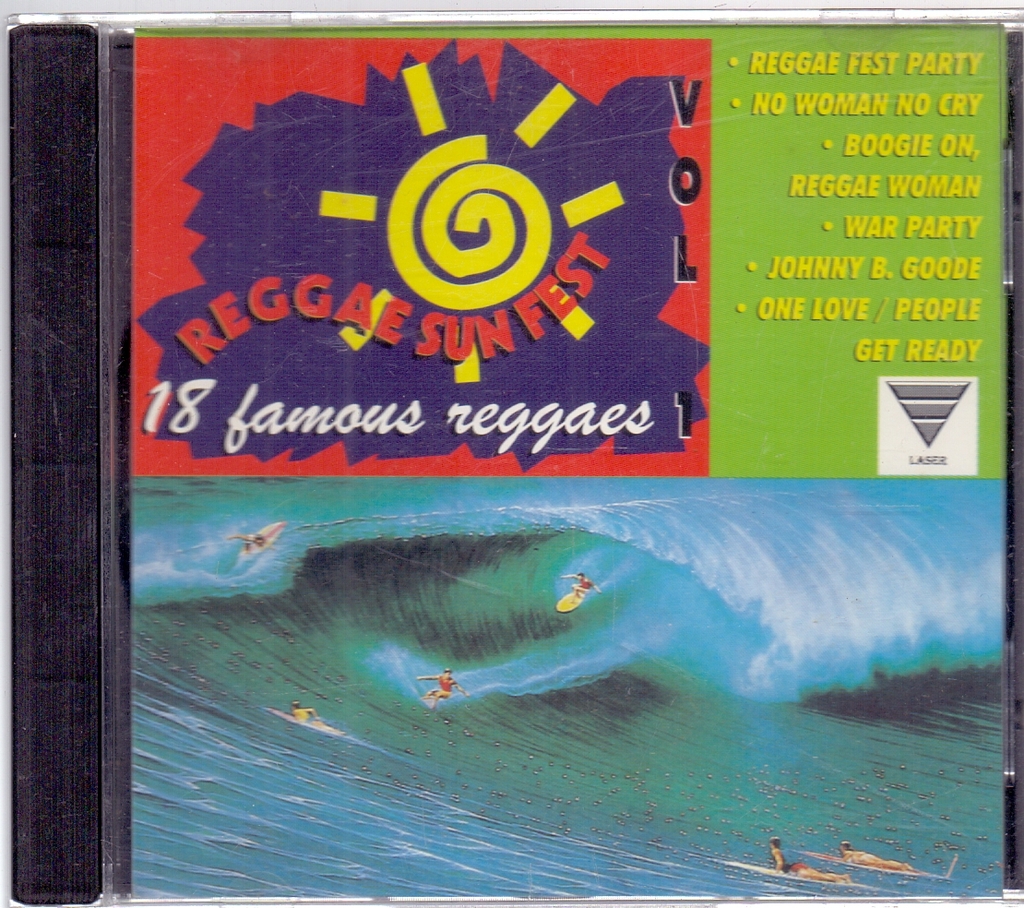 REGGAE SUN FEST
18 famous reggaes
VOL 1
• REGGAE FEST PARTY
• NO WOMAN NO CRY
• BOOGIE ON,
REGGAE WOMAN
• WAR PARTY
• JOHNNY B. GOODE
• ONE LOVE / PEOPLE
GET READY
LASER